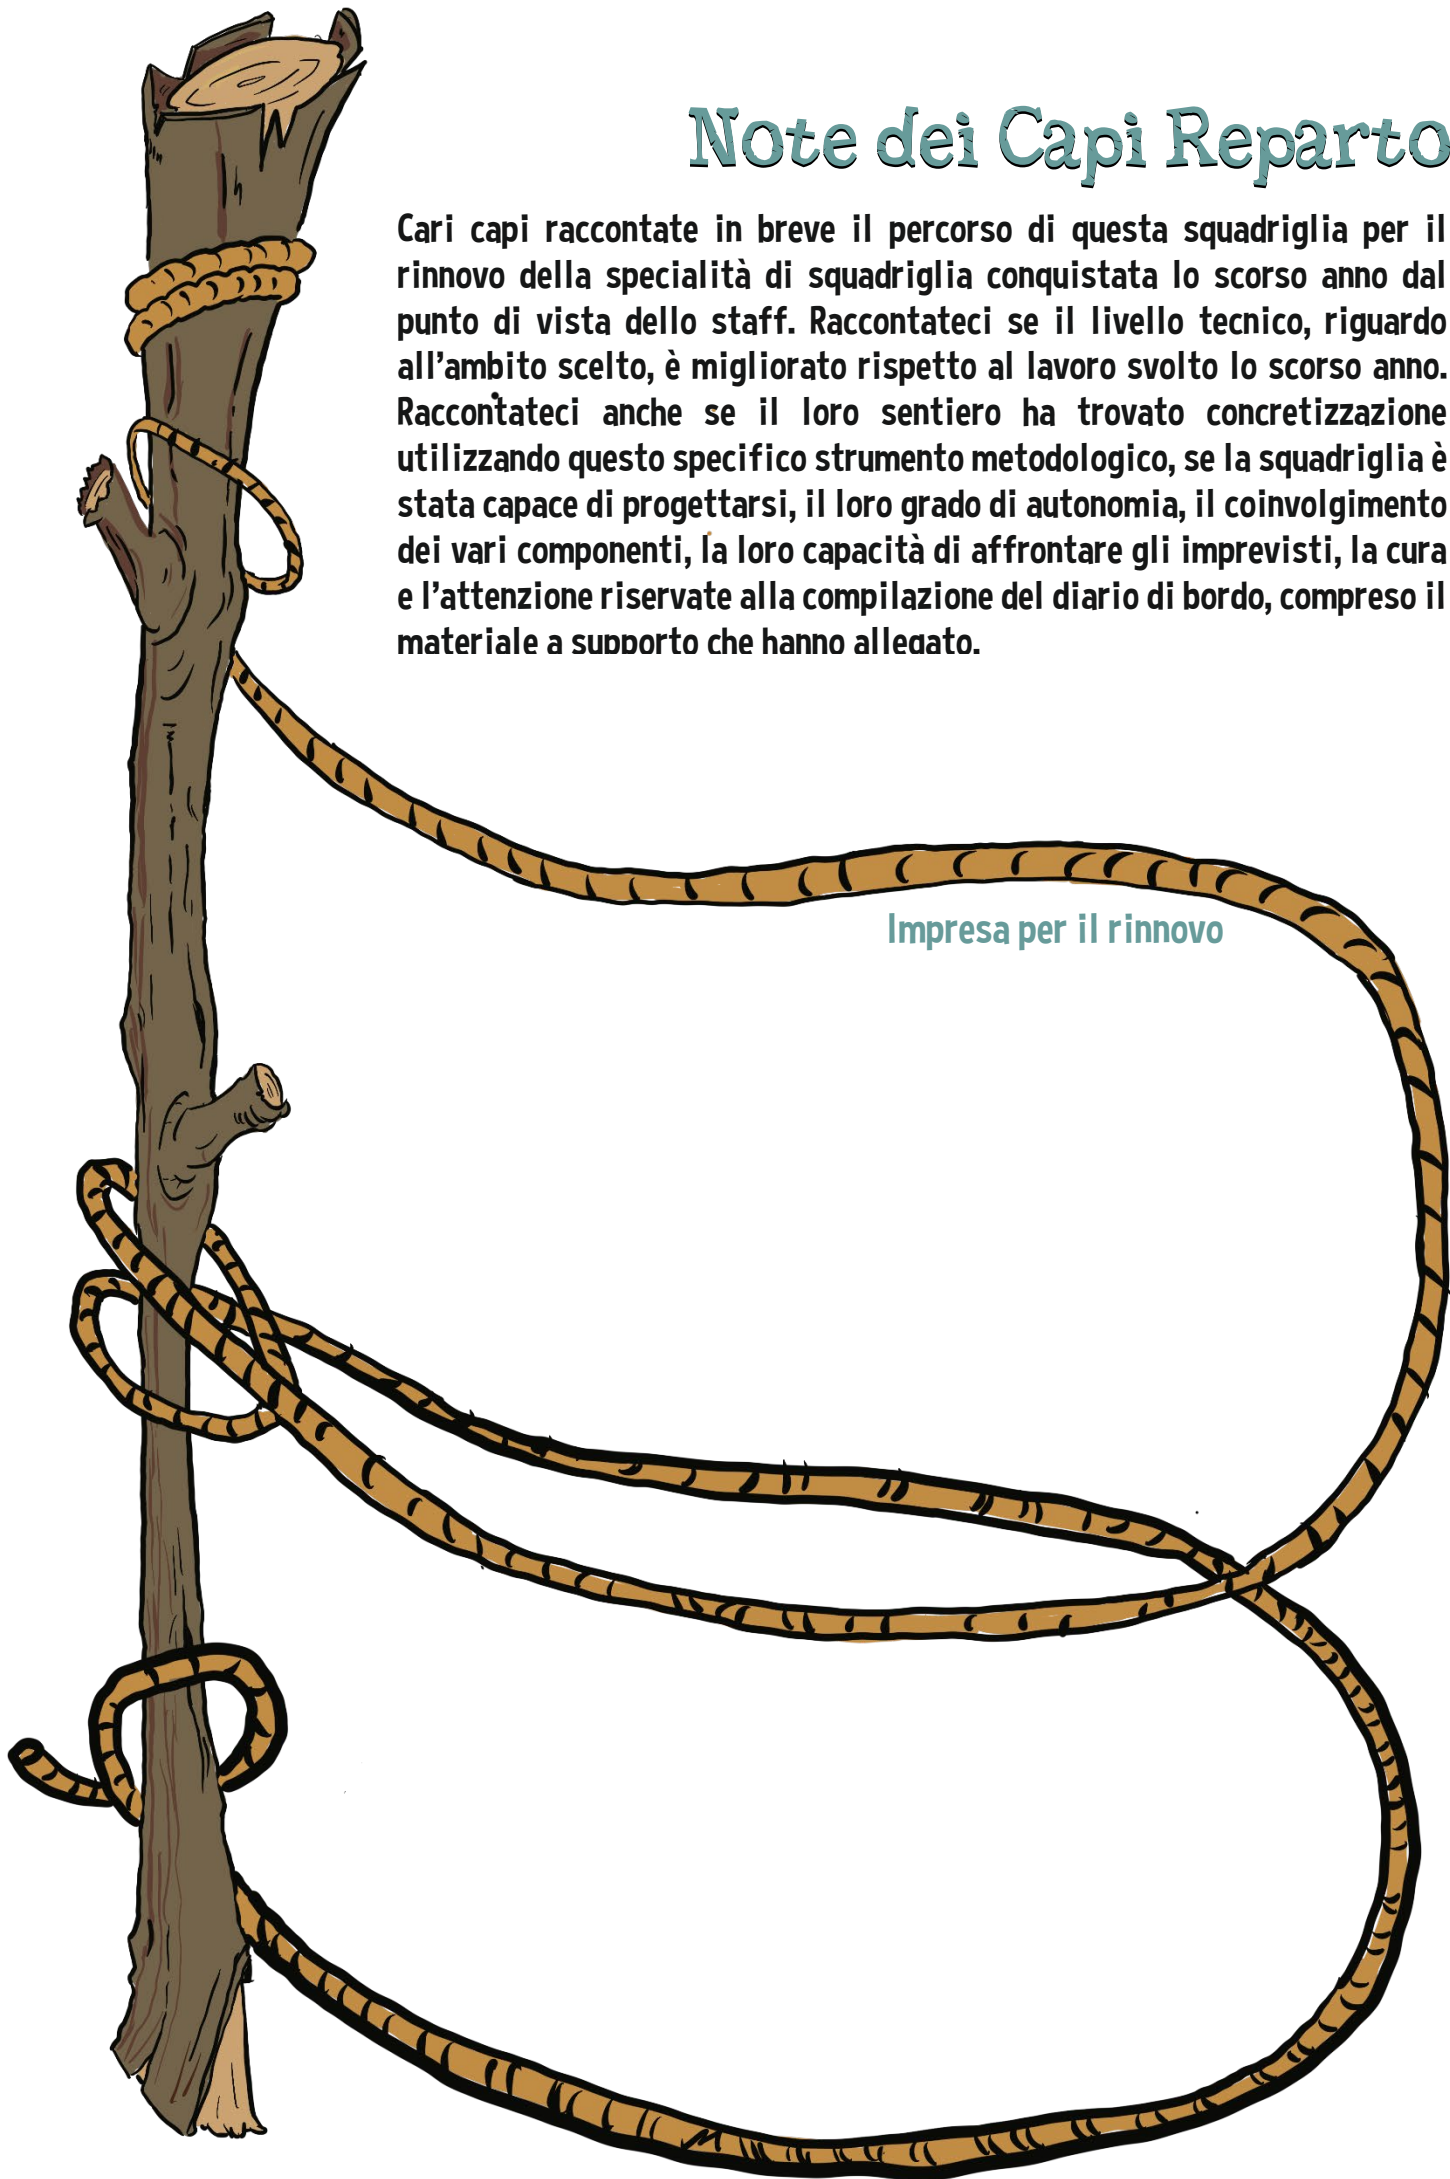 Note dei Capi Reparto
Cari capi raccontate in breve il percorso di questa squadriglia per il
rinnovo della specialità di squadriglia conquistata lo scorso anno dal
punto di vista dello staff. Raccontateci se il livello tecnico, riguardo
all'ambito scelto, è migliorato rispetto al lavoro svolto lo scorso anno.
Raccontateci anche se il loro sentiero ha trovato concretizzazione
utilizzando questo specifico strumento metodologico, se la squadriglia è
stata capace di progettarsi, il loro grado di autonomia, il coinvolgimento
dei vari componenti, la loro capacità di affrontare gli imprevisti, la cura
e l'attenzione riservate alla compilazione del diario di bordo, compreso il
materiale a supporto che hanno allegato.
Impresa per il rinnovo